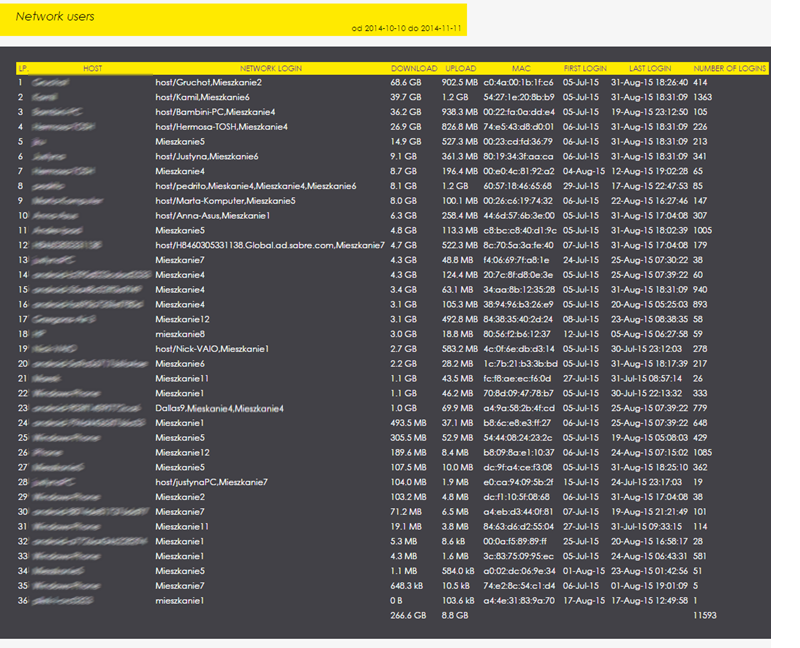 Network users
od 2014-10-10 do 2014-11-11
LP. HOST NETWORK LOGIN DOWNLOAD UPLOAD MAC FIRST LOGIN LAST LOGIN NUMBER OF LOGINS
1 host/Gruchot,Mieszkanie2 68.6 GB 902.5 MB c0:4a:00:1b:1f:c6 05-Jul-15 31-Aug-15 18:26:40 414
2 host/Kamil,Mieszkanie6 39.7 GB 1.2 GB 54:27:1e:20:8b:b9 05-Jul-15 31-Aug-15 18:31:09 1363
3 host/Bambini-PC,Mieszkanie4 36.2 GB 938.3 MB 00:22:fa:0a:dd:e4 05-Jul-15 19-Aug-15 23:12:50 105
4 host/Hermosa-TOSH,Mieszkanie4 26.9 GB 826.8 MB 74:e5:43:d8:d0:01 06-Jul-15 31-Aug-15 18:31:09 226
5 Mieszkanie5 14.9 GB 527.3 MB 00:23:cd:fd:36:79 06-Jul-15 31-Aug-15 18:31:09 213
6 host/Justyna,Mieszkanie6 9.1 GB 361.3 MB 80:19:34:3f:aa:ca 06-Jul-15 31-Aug-15 18:31:09 341
7 Mieszkanie4 8.7 GB 196.4 MB 00:e0:4c:81:92:a2 04-Aug-15 12-Aug-15 19:02:28 65
8 host/pedrito,Mieskanie4,Mieszkanie4,Mieszkanie6 8.1 GB 1.2 GB 60:57:18:46:65:68 29-Jul-15 17-Aug-15 22:47:53 85
9 host/Marta-Komputer,Mieszkanie5 8.0 GB 100.1 MB 00:26:c6:19:74:32 06-Jul-15 22-Aug-15 16:27:46 147
10 host/Anna-Asus,Mieszkanie1 6.3 GB 258.4 MB 44:6d:57:6b:3e:00 05-Jul-15 31-Aug-15 17:04:08 307
11 Mieszkanie5 4.8 GB 113.3 MB c8:bc:c8:40:d1:9c 05-Jul-15 31-Aug-15 18:02:39 1005
12 host/H8460305331138.Global.ad.sabre.com,Mieszkanie7 4.7 GB 522.3 MB 8c:70:5a:3a:fe:40 07-Jul-15 31-Aug-15 17:04:08 179
13 Mieszkanie7 4.3 GB 48.8 MB f4:06:69:7f:a8:1e 24-Jul-15 25-Aug-15 07:30:22 38
14 Mieszkanie4 4.3 GB 124.4 MB 20:7c:8f:d8:0e:3e 05-Jul-15 25-Aug-15 07:39:22 60
15 Mieszkanie4 3.4 GB 63.1 MB 34:aa:8b:12:35:28 05-Jul-15 31-Aug-15 18:31:09 940
16 Mieszkanie4 3.1 GB 105.3 MB 38:94:96:b3:26:e9 05-Jul-15 20-Aug-15 05:25:03 893
17 Mieszkanie12 3.1 GB 492.8 MB 84:38:35:40:2d:24 08-Jul-15 23-Aug-15 08:38:35 58
18 mieszkanie8 3.0 GB 18.8 MB 80:56:f2:b6:12:37 12-Jul-15 05-Aug-15 06:27:58 59
19 host/Nick-VAIO,Mieszkanie1 2.7 GB 583.2 MB 4c:0f:6e:db:d3:14 05-Jul-15 30-Jul-15 23:12:03 278
20 Mieszkanie6 2.2 GB 28.2 MB 1c:7b:21:b3:3b:bd 05-Jul-15 31-Aug-15 18:17:39 217
21 Mieszkanie11 1.1 GB 43.5 MB fc:f8:ae:ec:f6:0d 27-Jul-15 31-Jul-15 08:57:14 26
22 Mieszkanie1 1.1 GB 46.2 MB 70:8d:09:47:78:b7 05-Jul-15 30-Jul-15 22:13:32 333
23 Dallas9,Mieskanie4,Mieszkanie4 1.0 GB 69.9 MB a4:9a:58:2b:4f:cd 05-Jul-15 25-Aug-15 07:39:22 779
24 Mieszkanie1 493.5 MB 37.1 MB b8:6c:e8:e3:ff:27 06-Jul-15 25-Aug-15 07:39:22 648
25 Mieszkanie5 305.5 MB 52.9 MB 54:44:08:24:23:2c 05-Jul-15 19-Aug-15 05:08:03 429
26 Mieszkanie12 189.6 MB 8.4 MB b8:09:8a:e1:10:37 06-Jul-15 24-Aug-15 07:15:02 1085
27 Mieszkanie5 107.5 MB 10.0 MB dc:9f:a4:ce:f3:08 05-Jul-15 31-Aug-15 18:25:10 362
28 host/justynaPC,Mieszkanie7 104.0 MB 1.9 MB e0:ca:94:09:5b:2f 15-Jul-15 24-Jul-15 23:17:03 19
29 Mieszkanie2 103.2 MB 4.8 MB dc:f1:10:5f:08:68 06-Jul-15 31-Aug-15 17:04:08 38
30 Mieszkanie7 71.2 MB 6.5 MB a4:eb:d3:44:0f:81 07-Jul-15 19-Aug-15 21:21:49 101
31 Mieszkanie11 19.1 MB 3.8 MB 84:63:d6:d2:55:04 27-Jul-15 31-Jul-15 09:33:15 114
32 Mieszkanie1 5.3 MB 8.6 kB 00:0a:f5:89:89:ff 25-Jul-15 20-Aug-15 16:58:17 28
33 Mieszkanie1 4.3 MB 1.6 MB 3c:83:75:09:95:ec 05-Jul-15 24-Aug-15 06:43:31 581
34 Mieszkanie5 1.1 MB 584.0 kB a0:02:dc:06:9e:34 01-Aug-15 23-Aug-15 01:42:56 51
35 Mieszkanie7 648.3 kB 10.5 kB 74:e2:8c:54:c1:d4 06-Jul-15 01-Aug-15 19:01:09 5
36 mieszkanie1 0 B 103.6 kB a4:4e:31:83:9a:70 17-Aug-15 17-Aug-15 12:49:58 1
266.6 GB 8.8 GB 11593